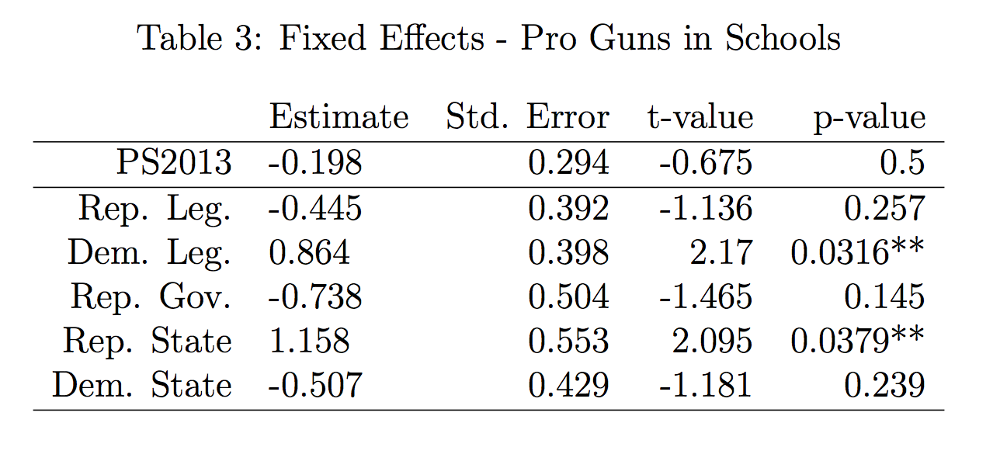 Table 3: Fixed Effects - Pro Guns in Schools
Estimate Std. Error t-value p-value
PS2013 -0.198 0.294 -0.675 0.5
Rep. Leg. -0.445 0.392 -1.136 0.257
Dem. Leg. 0.864 0.398 2.17 0.0316**
Rep. Gov. -0.738 0.504 -1.465 0.145
Rep. State 1.158 0.553 2.095 0.0379**
Dem. State -0.507 0.429 -1.181 0.239